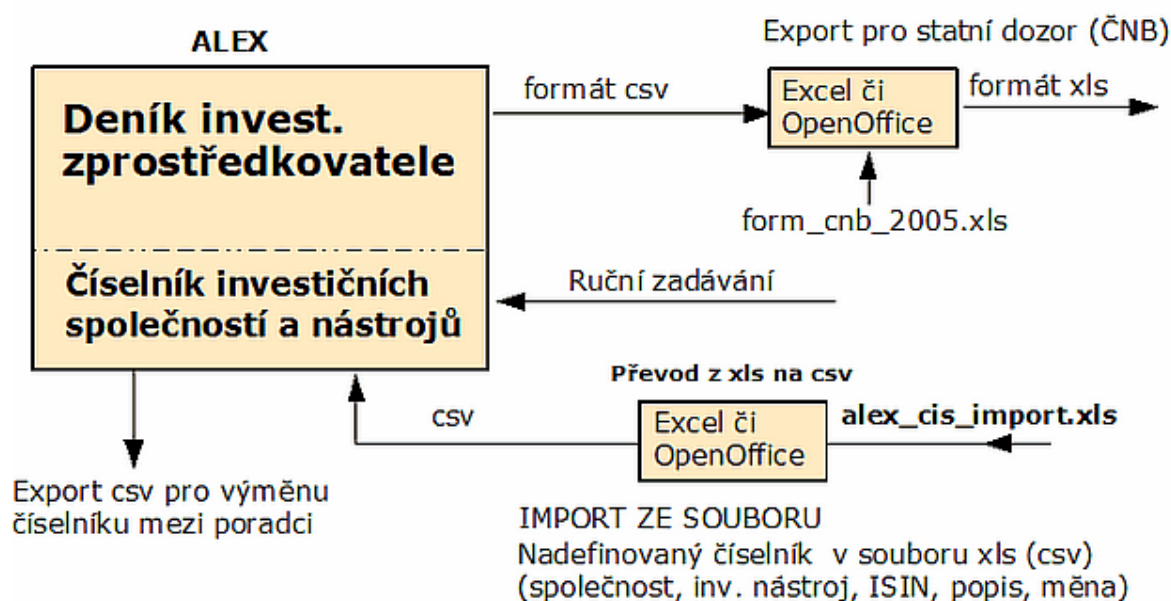 ALEX
Export pro statní dozor (ČNB)
Deník invest.
zprostředkovatele
formát csv
Excel či
OpenOffice
formát xls
form_cnb_2005.xls
Číselník investičních
společností a nástrojů
Ruční zadávání
Převod z xls na csv
csv
Excel či
OpenOffice
alex_cis_import.xls
Export csv pro výměnu
číselníku mezi poradci
IMPORT ZE SOUBORU
Nadefinovaný číselník v souboru xls (csv)
(společnost, inv. nástroj, ISIN, popis, měna)